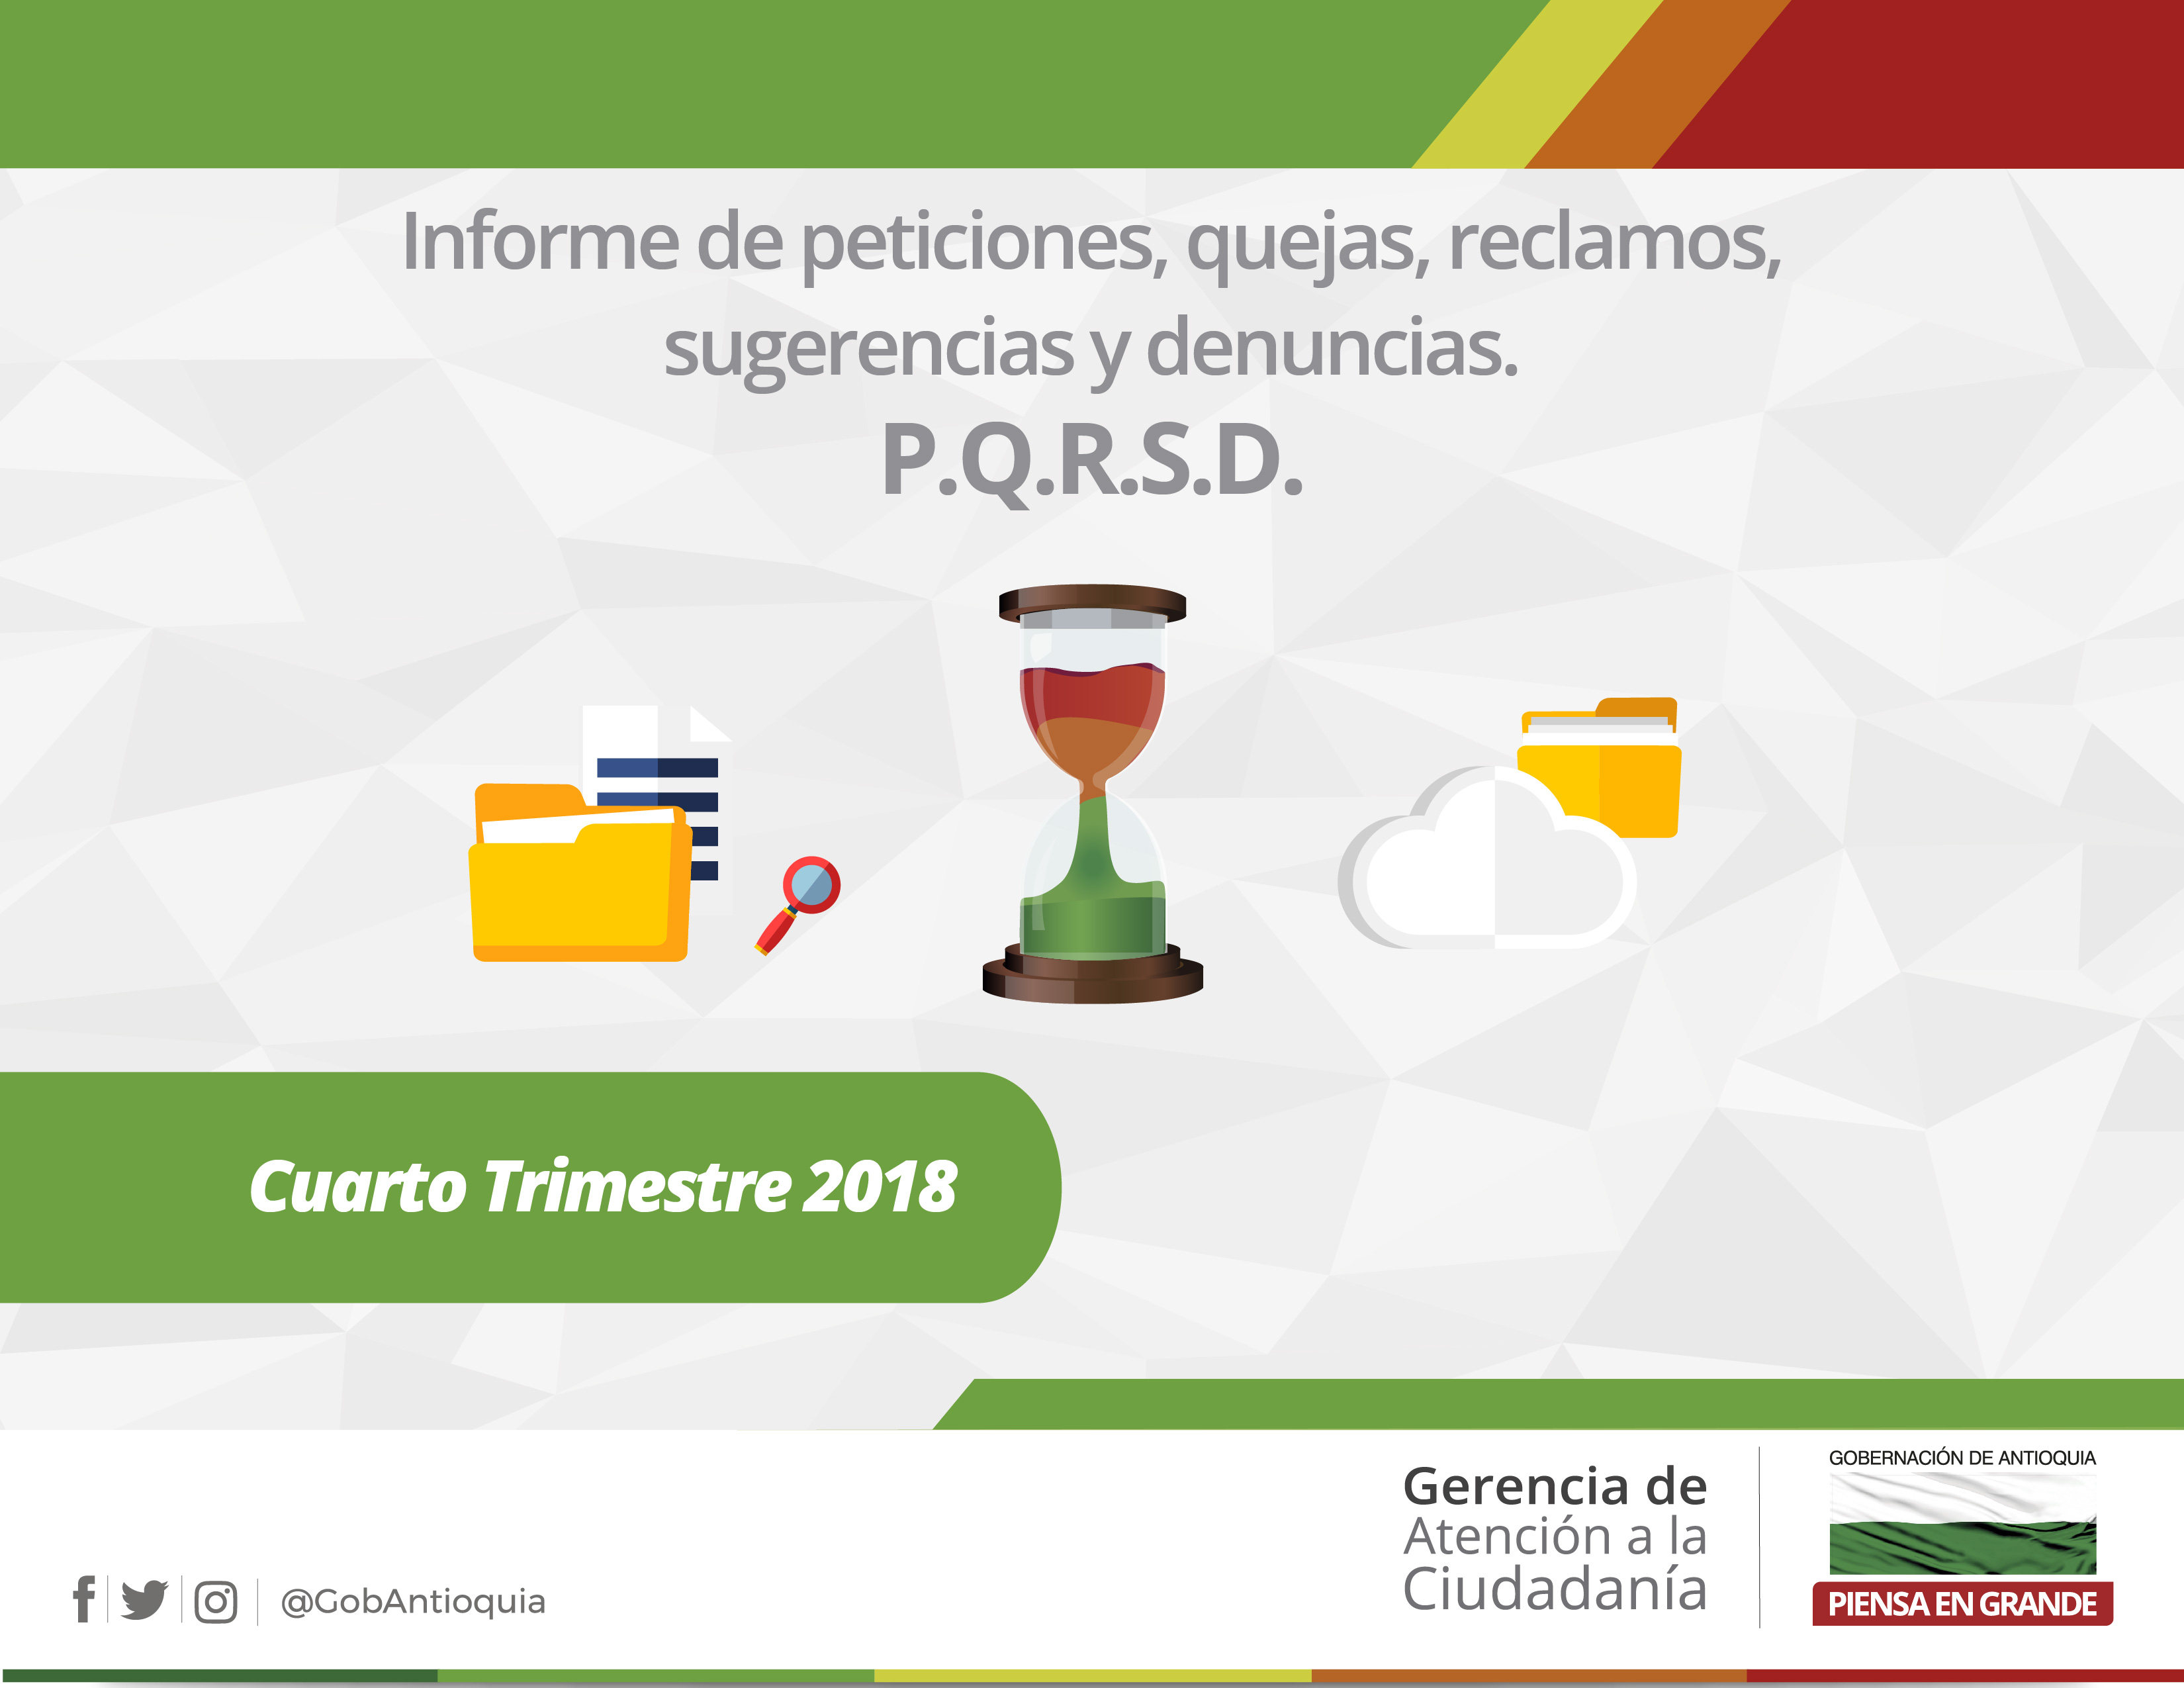 Informe de peticiones, quejas, reclamos,
sugerencias y denuncias.
P.Q.R.S.D.
Cuarto Trimestre 2018
@GobAntioquia
Gerencia de
Atención a la
Ciudadanía
GOBERNACIÓN DE ANTIOQUIA
PIENSA EN GRANDE